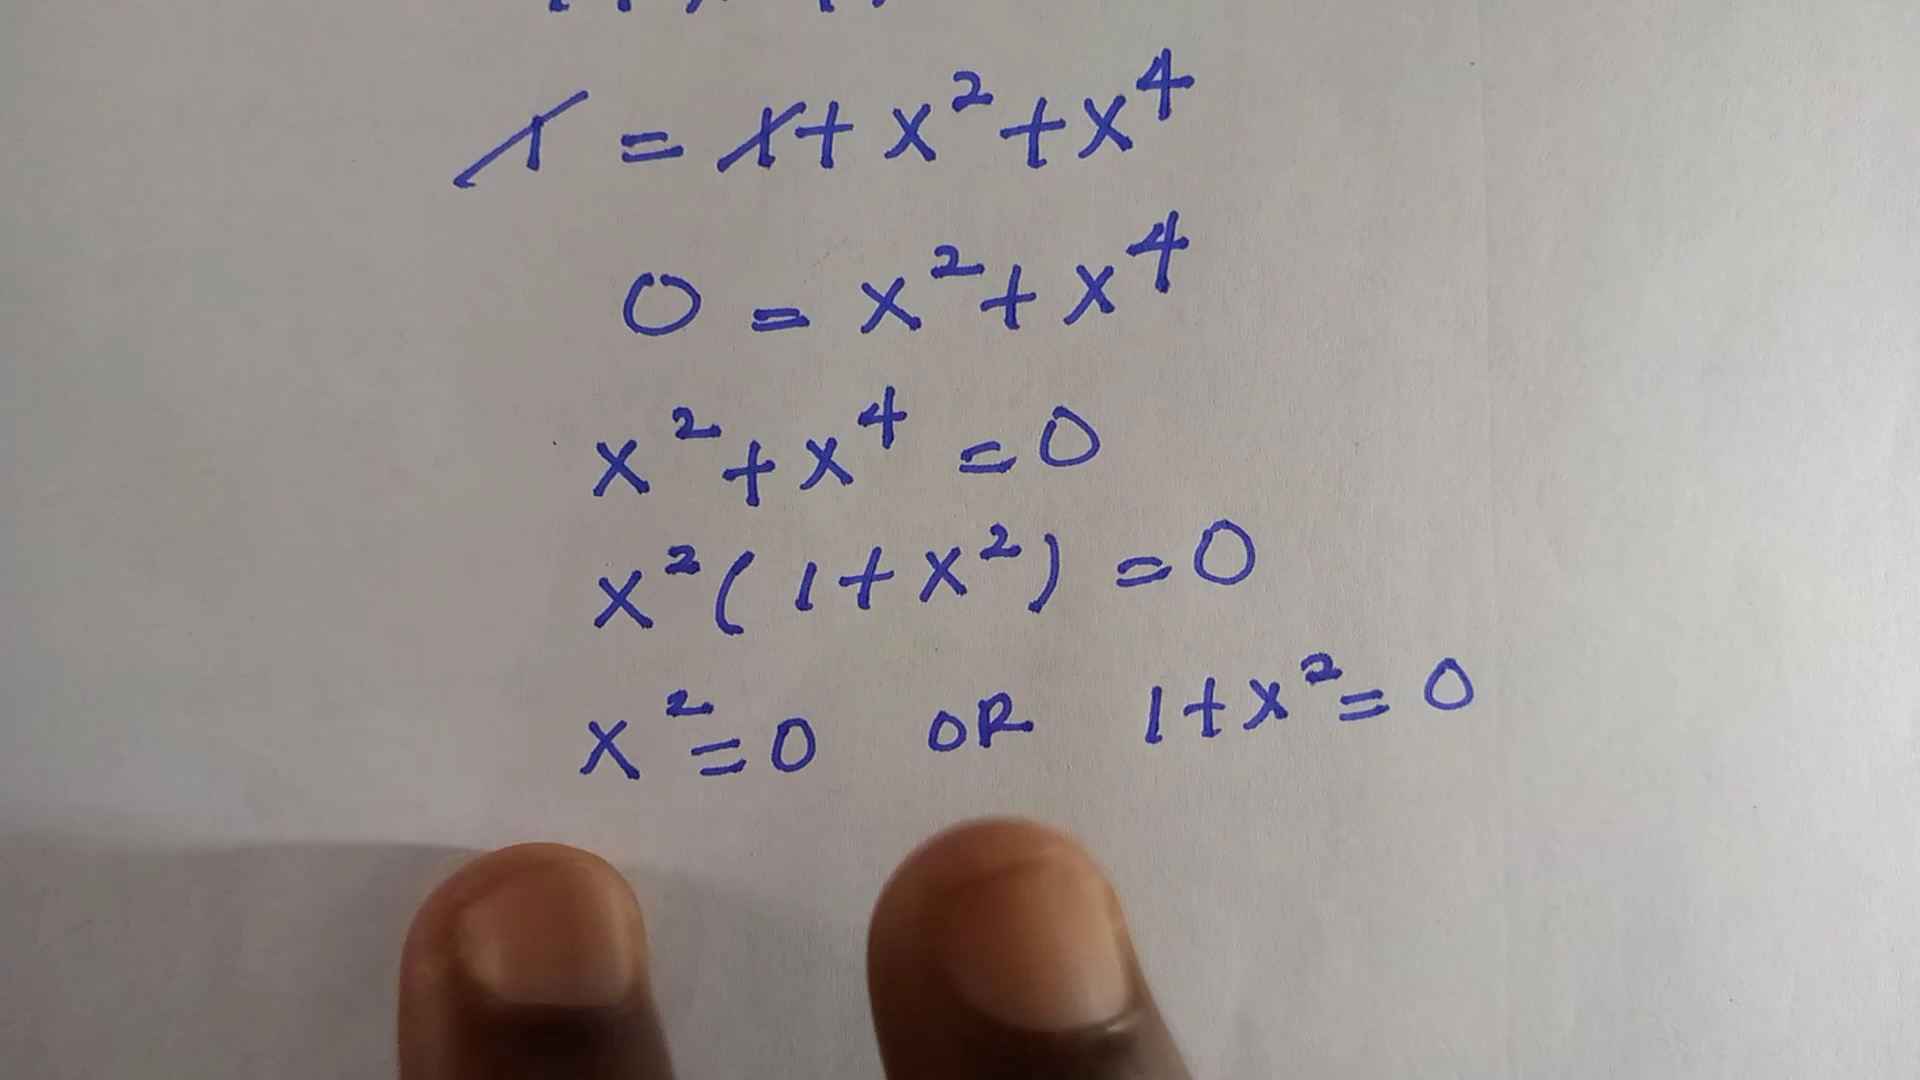 1 = 1 + x² + x⁴
0 = x² + x⁴
x² + x⁴ = 0
x² ( 1 + x² ) = 0
x² = 0 OR 1 + x² = 0